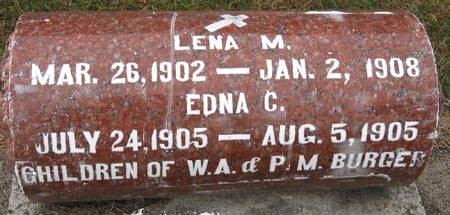 LENA M.
MAR. 26, 1902 — JAN. 2, 1908
EDNA C.
JULY 24, 1905 — AUG. 5, 1905
CHILDREN OF W.A. & P.M. BURGER